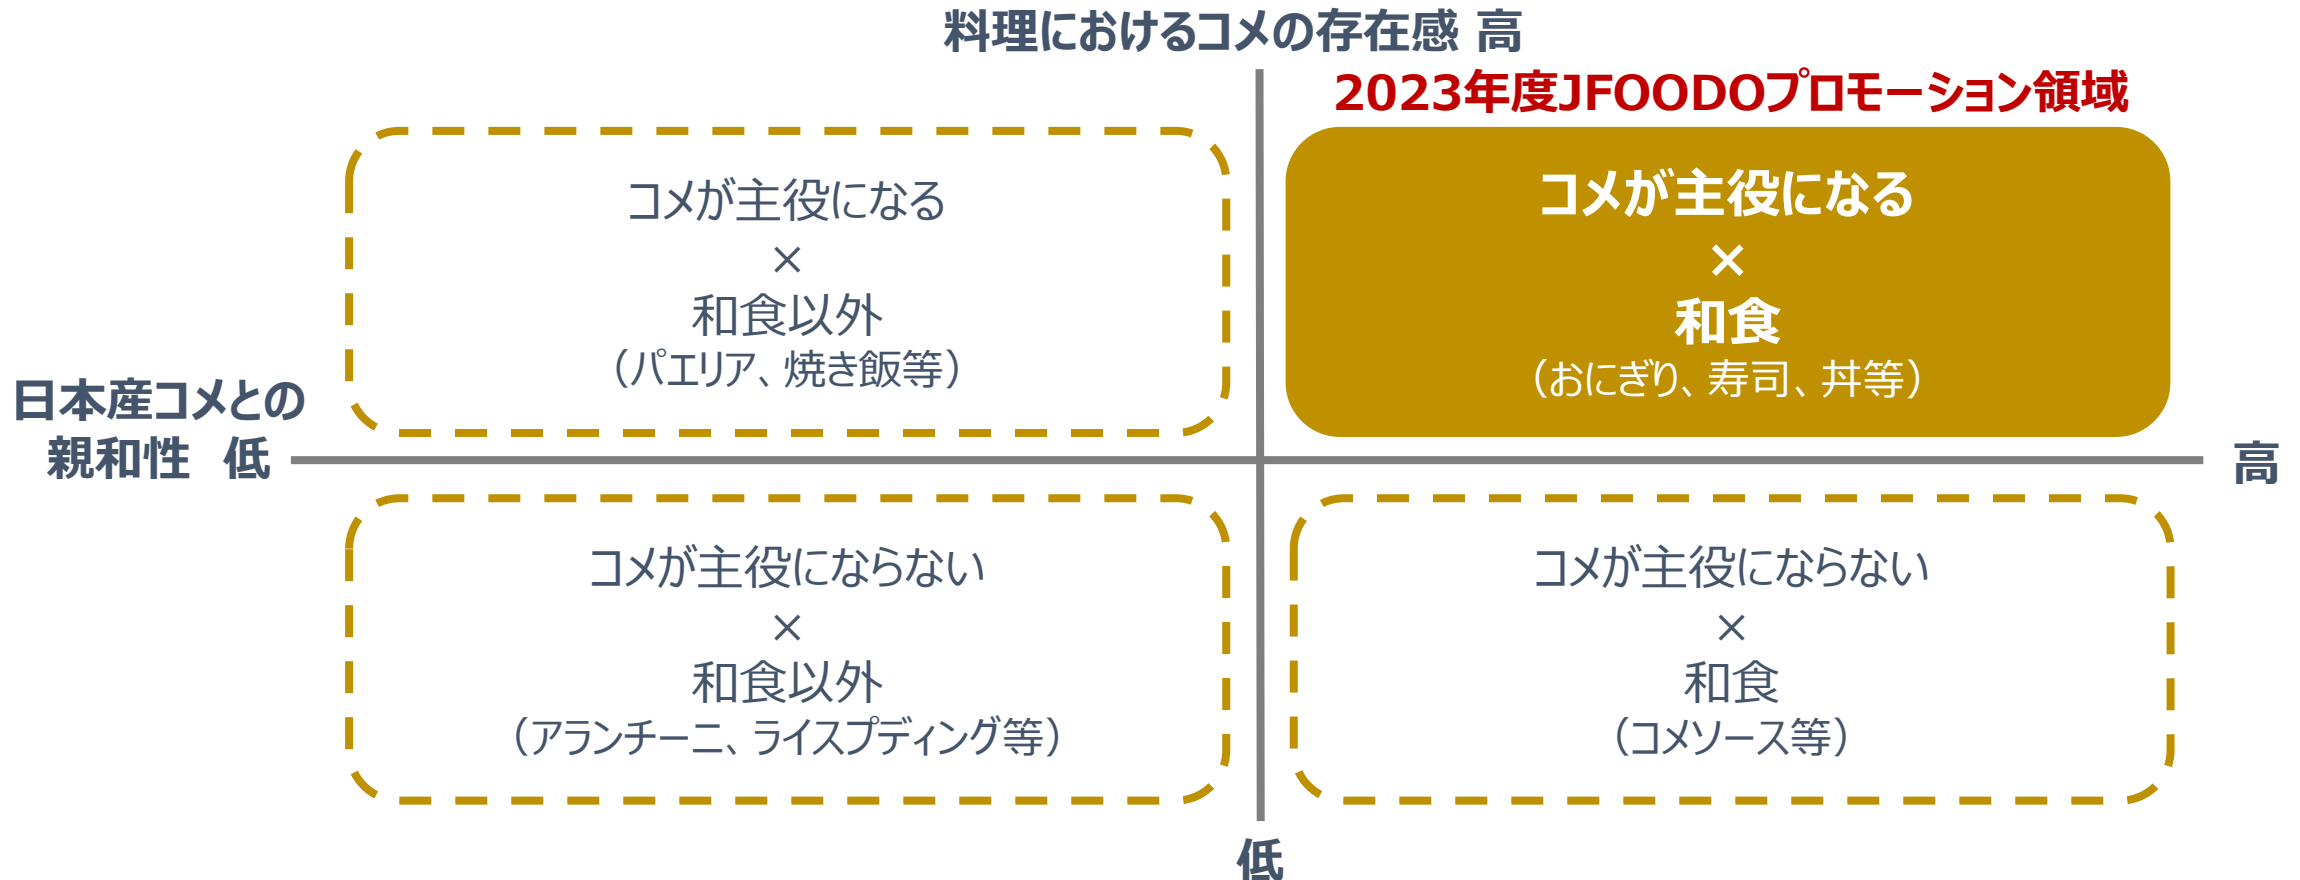 料理におけるコメの存在感 高
2023年度JFOODOプロモーション領域
コメが主役になる
×
和食以外
（パエリア、焼き飯等）
コメが主役になる
×
和食
（おにぎり、寿司、丼等）
日本産コメとの
親和性 低
高
コメが主役にならない
×
和食以外
（アランチーニ、ライスプディング等）
コメが主役にならない
×
和食
（コメソース等）
低